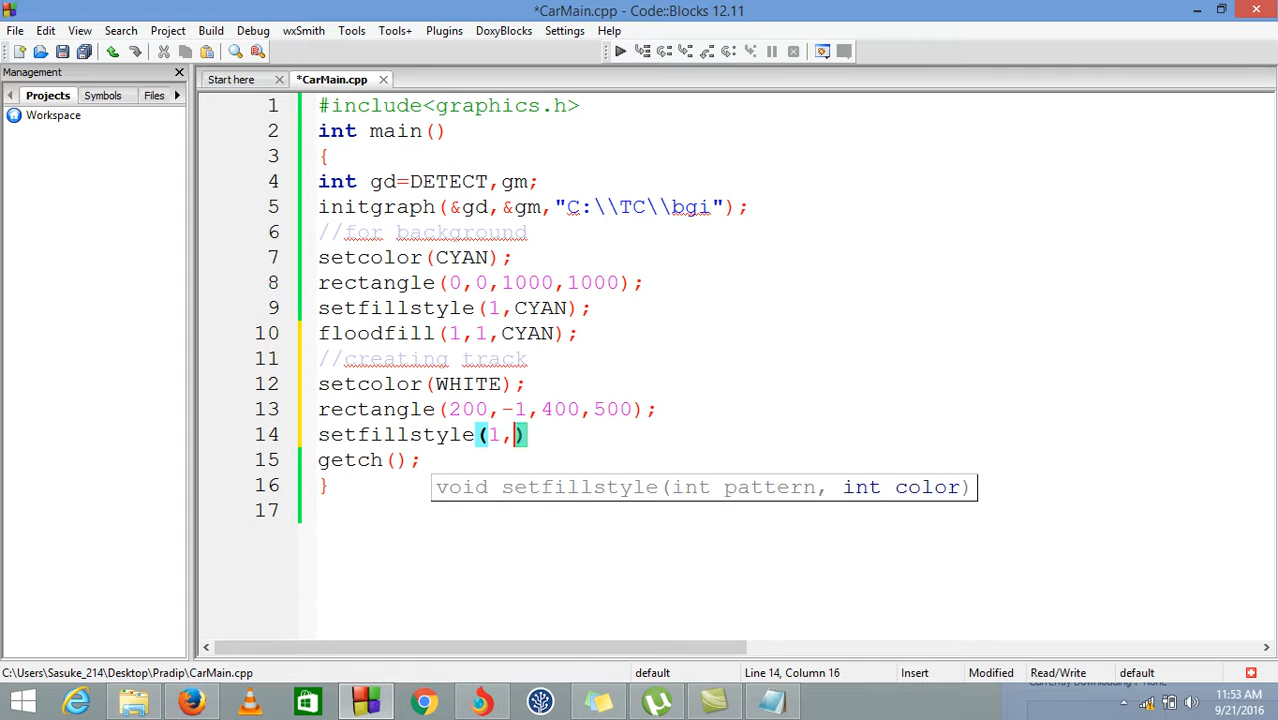 *CarMain.cpp - Code::Blocks 12.11
File Edit View Search Project Build Debug wxSmith Tools Tools+ Plugins DoxyBlocks Settings Help
Management
Start here *CarMain.cpp
Projects Symbols Files
Workspace
1 #include<graphics.h>
2 int main()
3 {
4 int gd=DETECT,gm;
5 initgraph(&gd,&gm,"C:\\TC\\bgi");
6 //for background
7 setcolor(CYAN);
8 rectangle(0,0,1000,1000);
9 setfillstyle(1,CYAN);
10 floodfill(1,1,CYAN);
11 //creating track
12 setcolor(WHITE);
13 rectangle(200,-1,400,500);
14 setfillstyle(1,)
15 getch();
void setfillstyle(int pattern, int color)
16 }
17
C:\Users\Sasuke_214\Desktop\Pradip\CarMain.cpp default Line 14, Column 16 Insert Modified Read/Write default
Currently Downloading : None
11:53 AM
9/21/2016